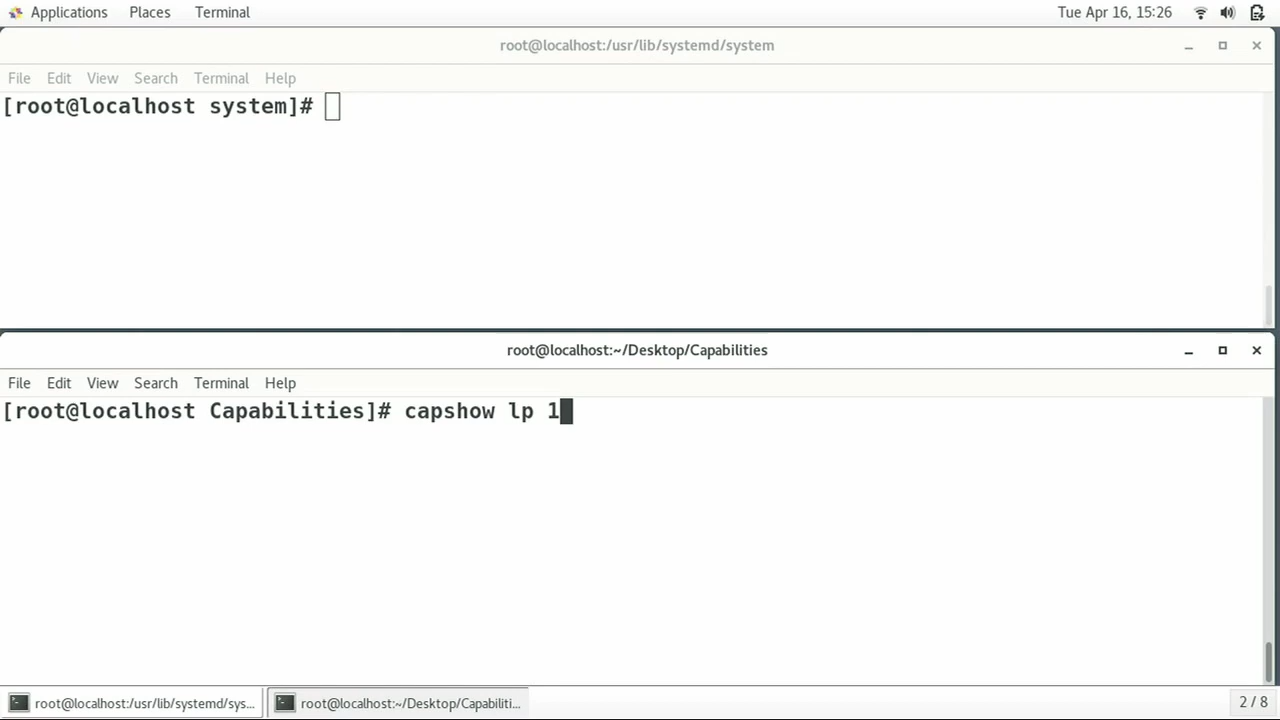 Applications Places Terminal Tue Apr 16, 15:26
root@localhost:/usr/lib/systemd/system
File Edit View Search Terminal Help
[root@localhost system]#
root@localhost:~/Desktop/Capabilities
File Edit View Search Terminal Help
[root@localhost Capabilities]# capshow lp 1
root@localhost:/usr/lib/systemd/sys... root@localhost:~/Desktop/Capabiliti... 2 / 8